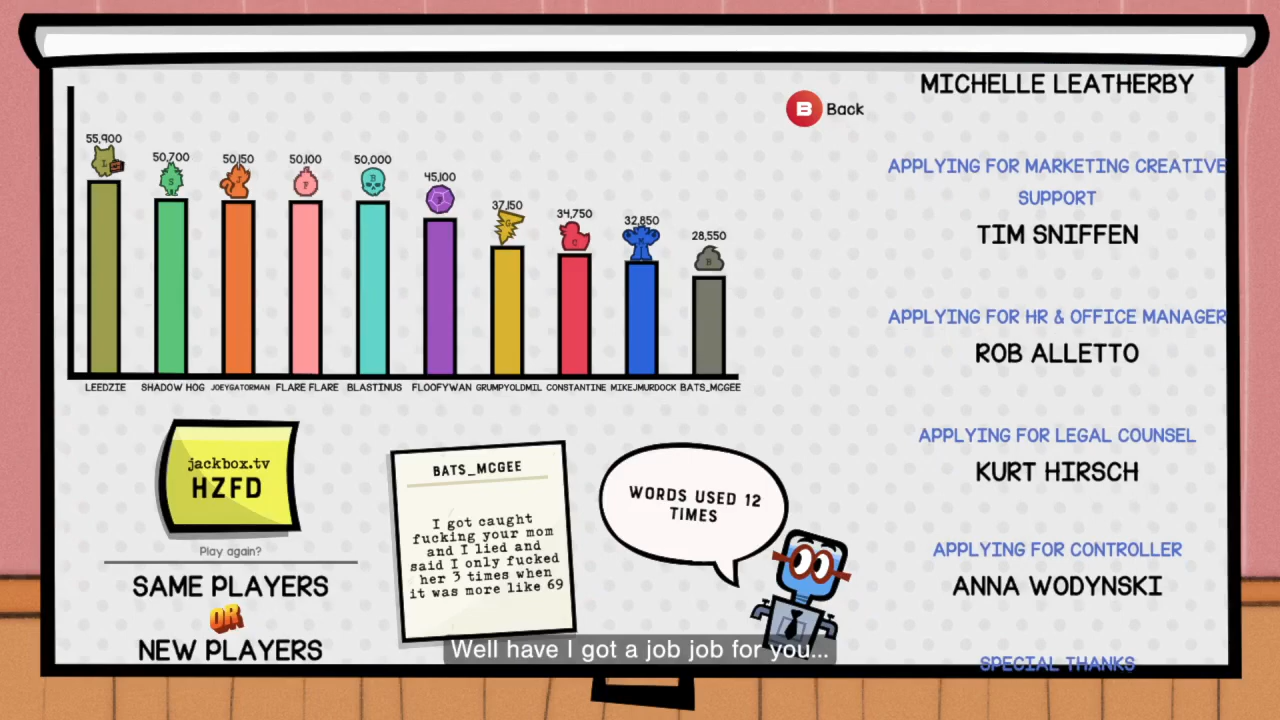 55,900
50,700
50,150
50,100
50,000
45,100
37,150
34,750
32,850
28,550
LEEDZIE
SHADOW HOG
JOEYGATORMAN
FLARE FLARE
BLASTINUS
FLOOFYWAN
GRUMPYOLDMIL
CONSTANTINE
MIKEJMURDOCK
BATS_MCGEE
B Back
MICHELLE LEATHERBY
APPLYING FOR MARKETING CREATIVE
SUPPORT
TIM SNIFFEN
APPLYING FOR HR & OFFICE MANAGER
ROB ALLETTO
APPLYING FOR LEGAL COUNSEL
KURT HIRSCH
APPLYING FOR CONTROLLER
ANNA WODYNSKI
SPECIAL THANKS
jackbox.tv
HZFD
Play again?
SAME PLAYERS
OR
NEW PLAYERS
BATS_MCGEE
I got caught
fucking your mom
and I lied and
said I only fucked
her 3 times when
it was more like 69
WORDS USED 12
TIMES
Well have I got a job job for you...